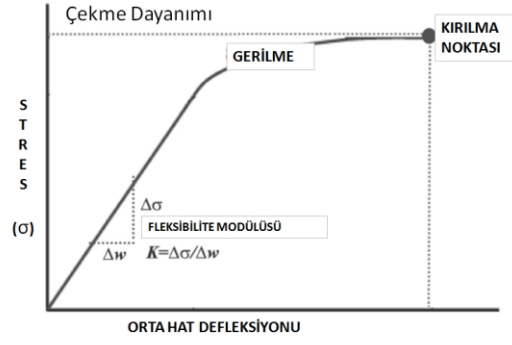 Çekme Dayanımı
KIRILMA
NOKTASI
GERİLME
S
T
R
E
S
S
(σ)
Δσ
FLEKSİBİLİTE MODÜLÜSÜ
Δw K=Δσ/Δw
ORTA HAT DEFLEKSİYONU